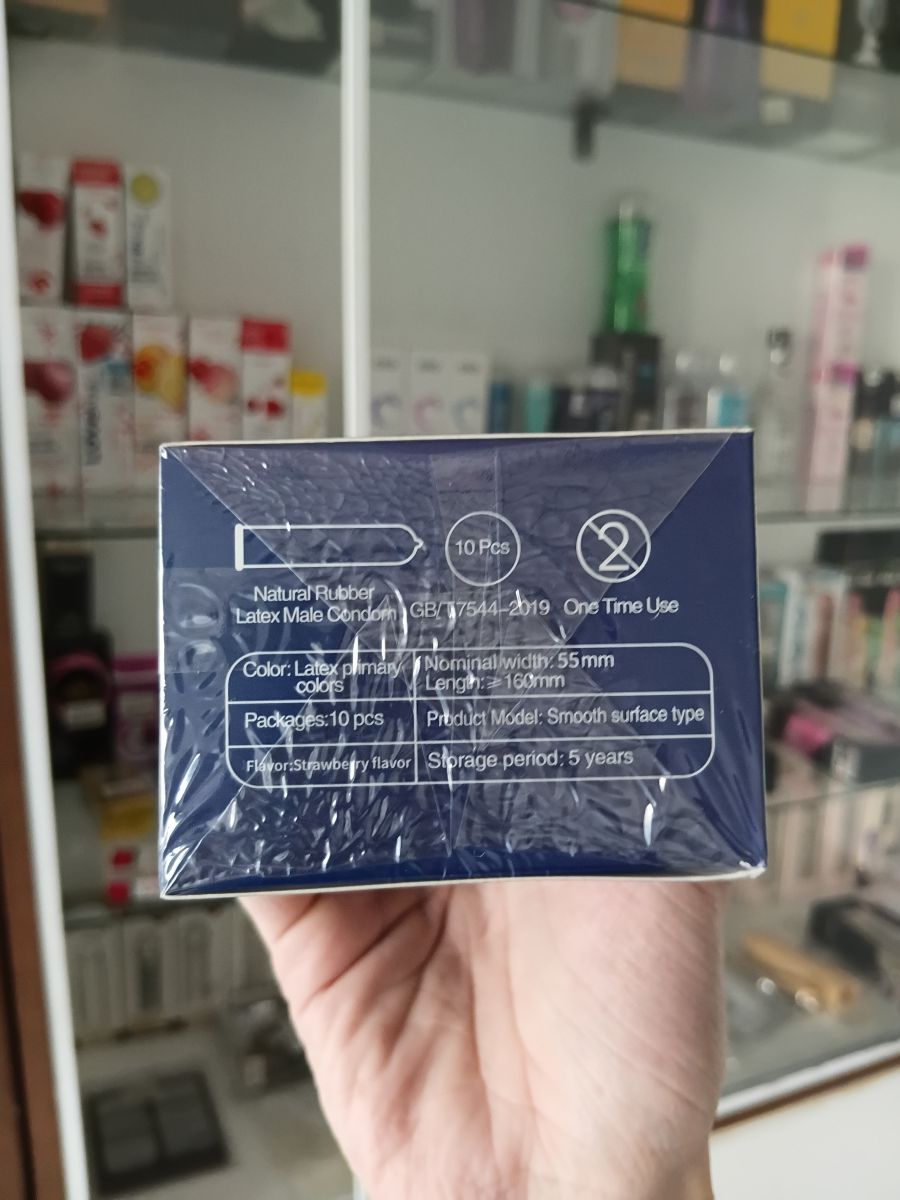 10 Pcs
2
Natural Rubber
Latex Male Condom
GB/T7544-2019
One Time Use
Color: Latex primary
colors
Nominal width: 55mm
Length: ≥160mm
Packages:10 pcs
Product Model: Smooth surface type
Flavor:Strawberry flavor
Storage period: 5 years